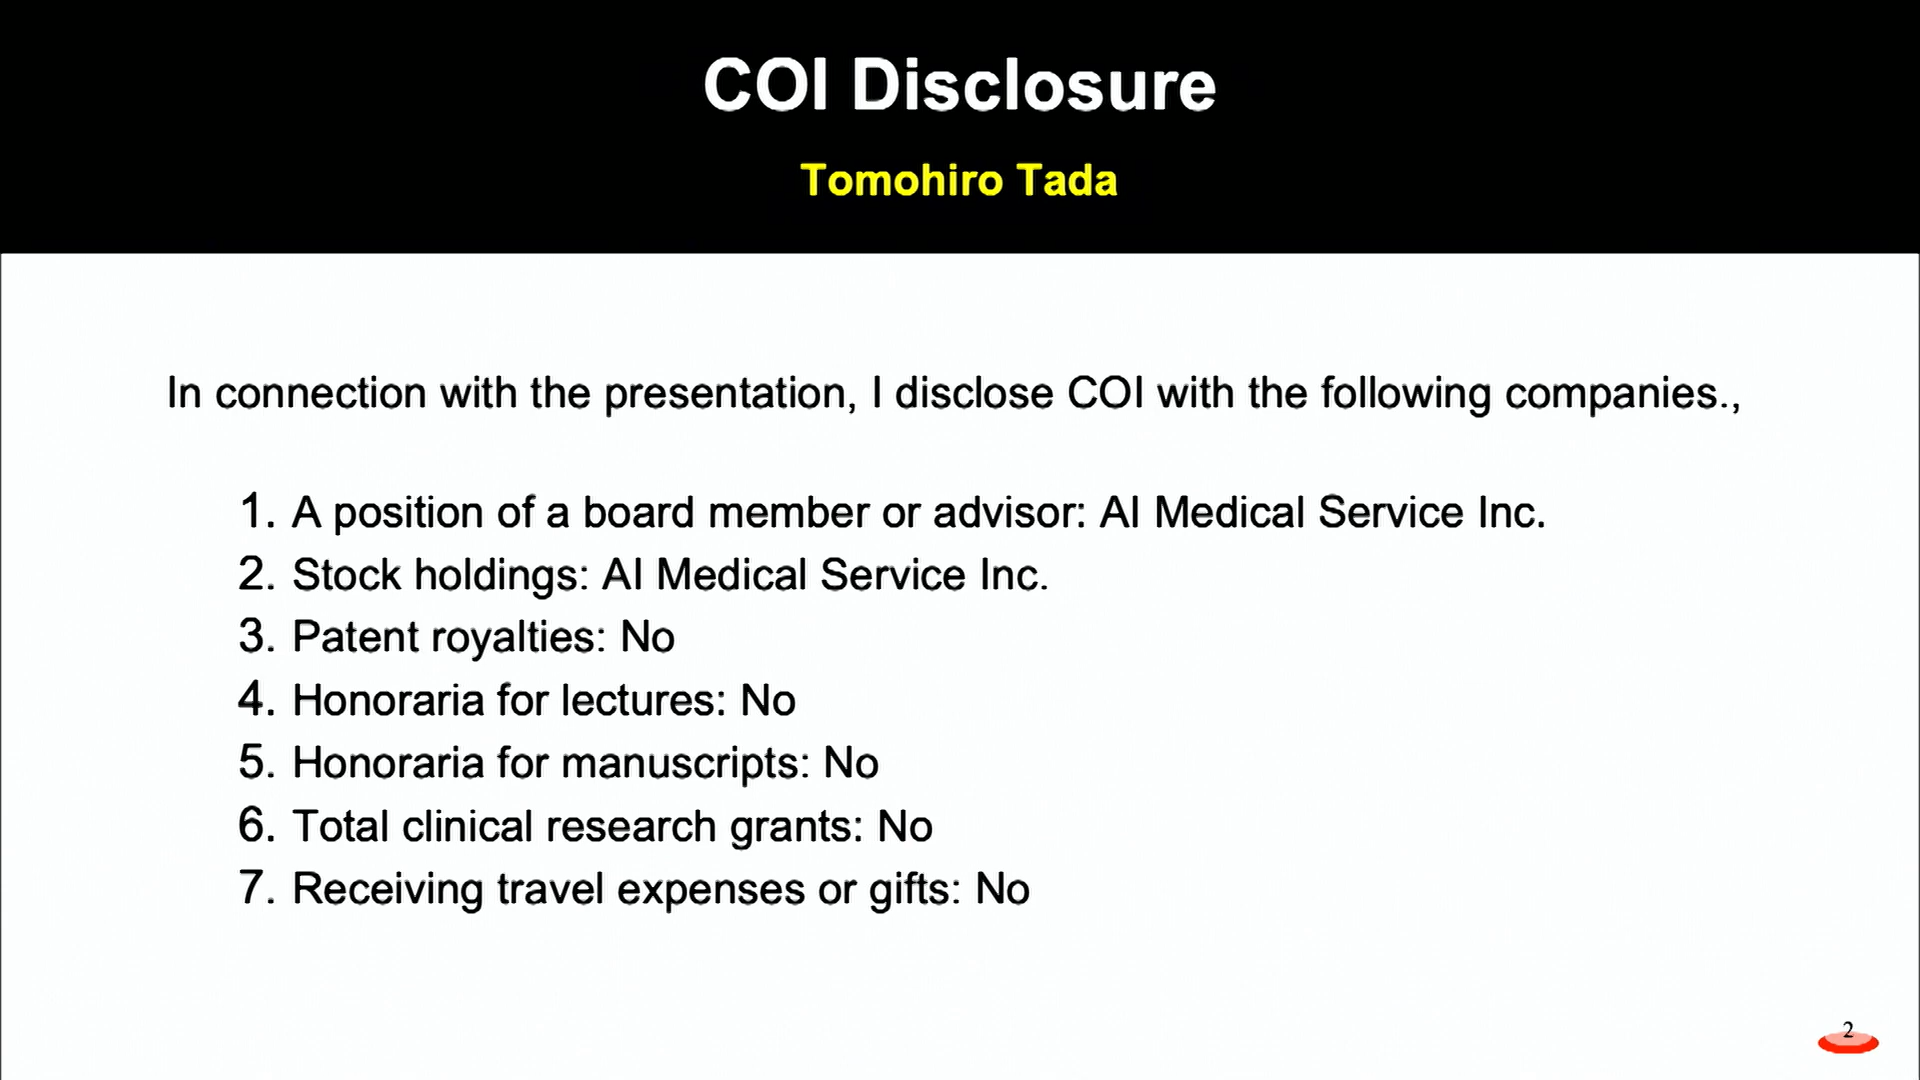 COI Disclosure
Tomohiro Tada
In connection with the presentation, I disclose COI with the following companies.,
1. A position of a board member or advisor: AI Medical Service Inc.
2. Stock holdings: AI Medical Service Inc.
3. Patent royalties: No
4. Honoraria for lectures: No
5. Honoraria for manuscripts: No
6. Total clinical research grants: No
7. Receiving travel expenses or gifts: No
2